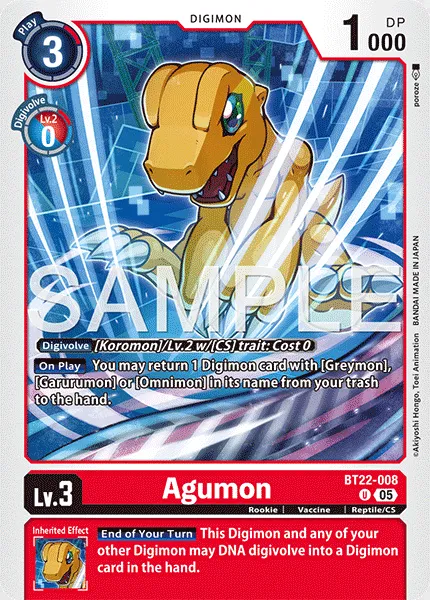 DIGIMON
Play
3
DP
1000
Digivolve
Lv.2
0
poroze
SAMPLE
©Akiyoshi Hongo, Toei Animation BANDAI MADE IN JAPAN
Digivolve [Koromon]/Lv.2 w/[CS] trait: Cost 0
On Play You may return 1 Digimon card with [Greymon],
[Garurumon] or [Omnimon] in its name from your trash
to the hand.
BT22-008
Lv.3
Agumon
U 05
Rookie Vaccine Reptile/CS
Inherited Effect
End of Your Turn This Digimon and any of your
other Digimon may DNA digivolve into a Digimon
card in the hand.